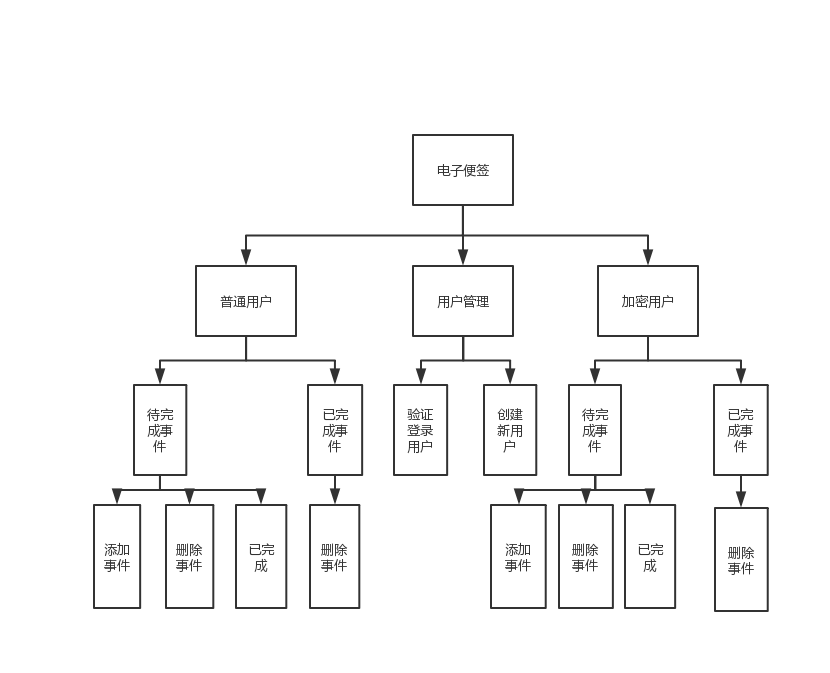 电子便签
普通用户
用户管理
加密用户
待完
成事
件
已完
成事
件
验证
登录
用户
创建
新用
户
待完
成事
件
已完
成事
件
添加
事件
删除
事件
已完
成
删除
事件
添加
事件
删除
事件
已完
成
删除
事件